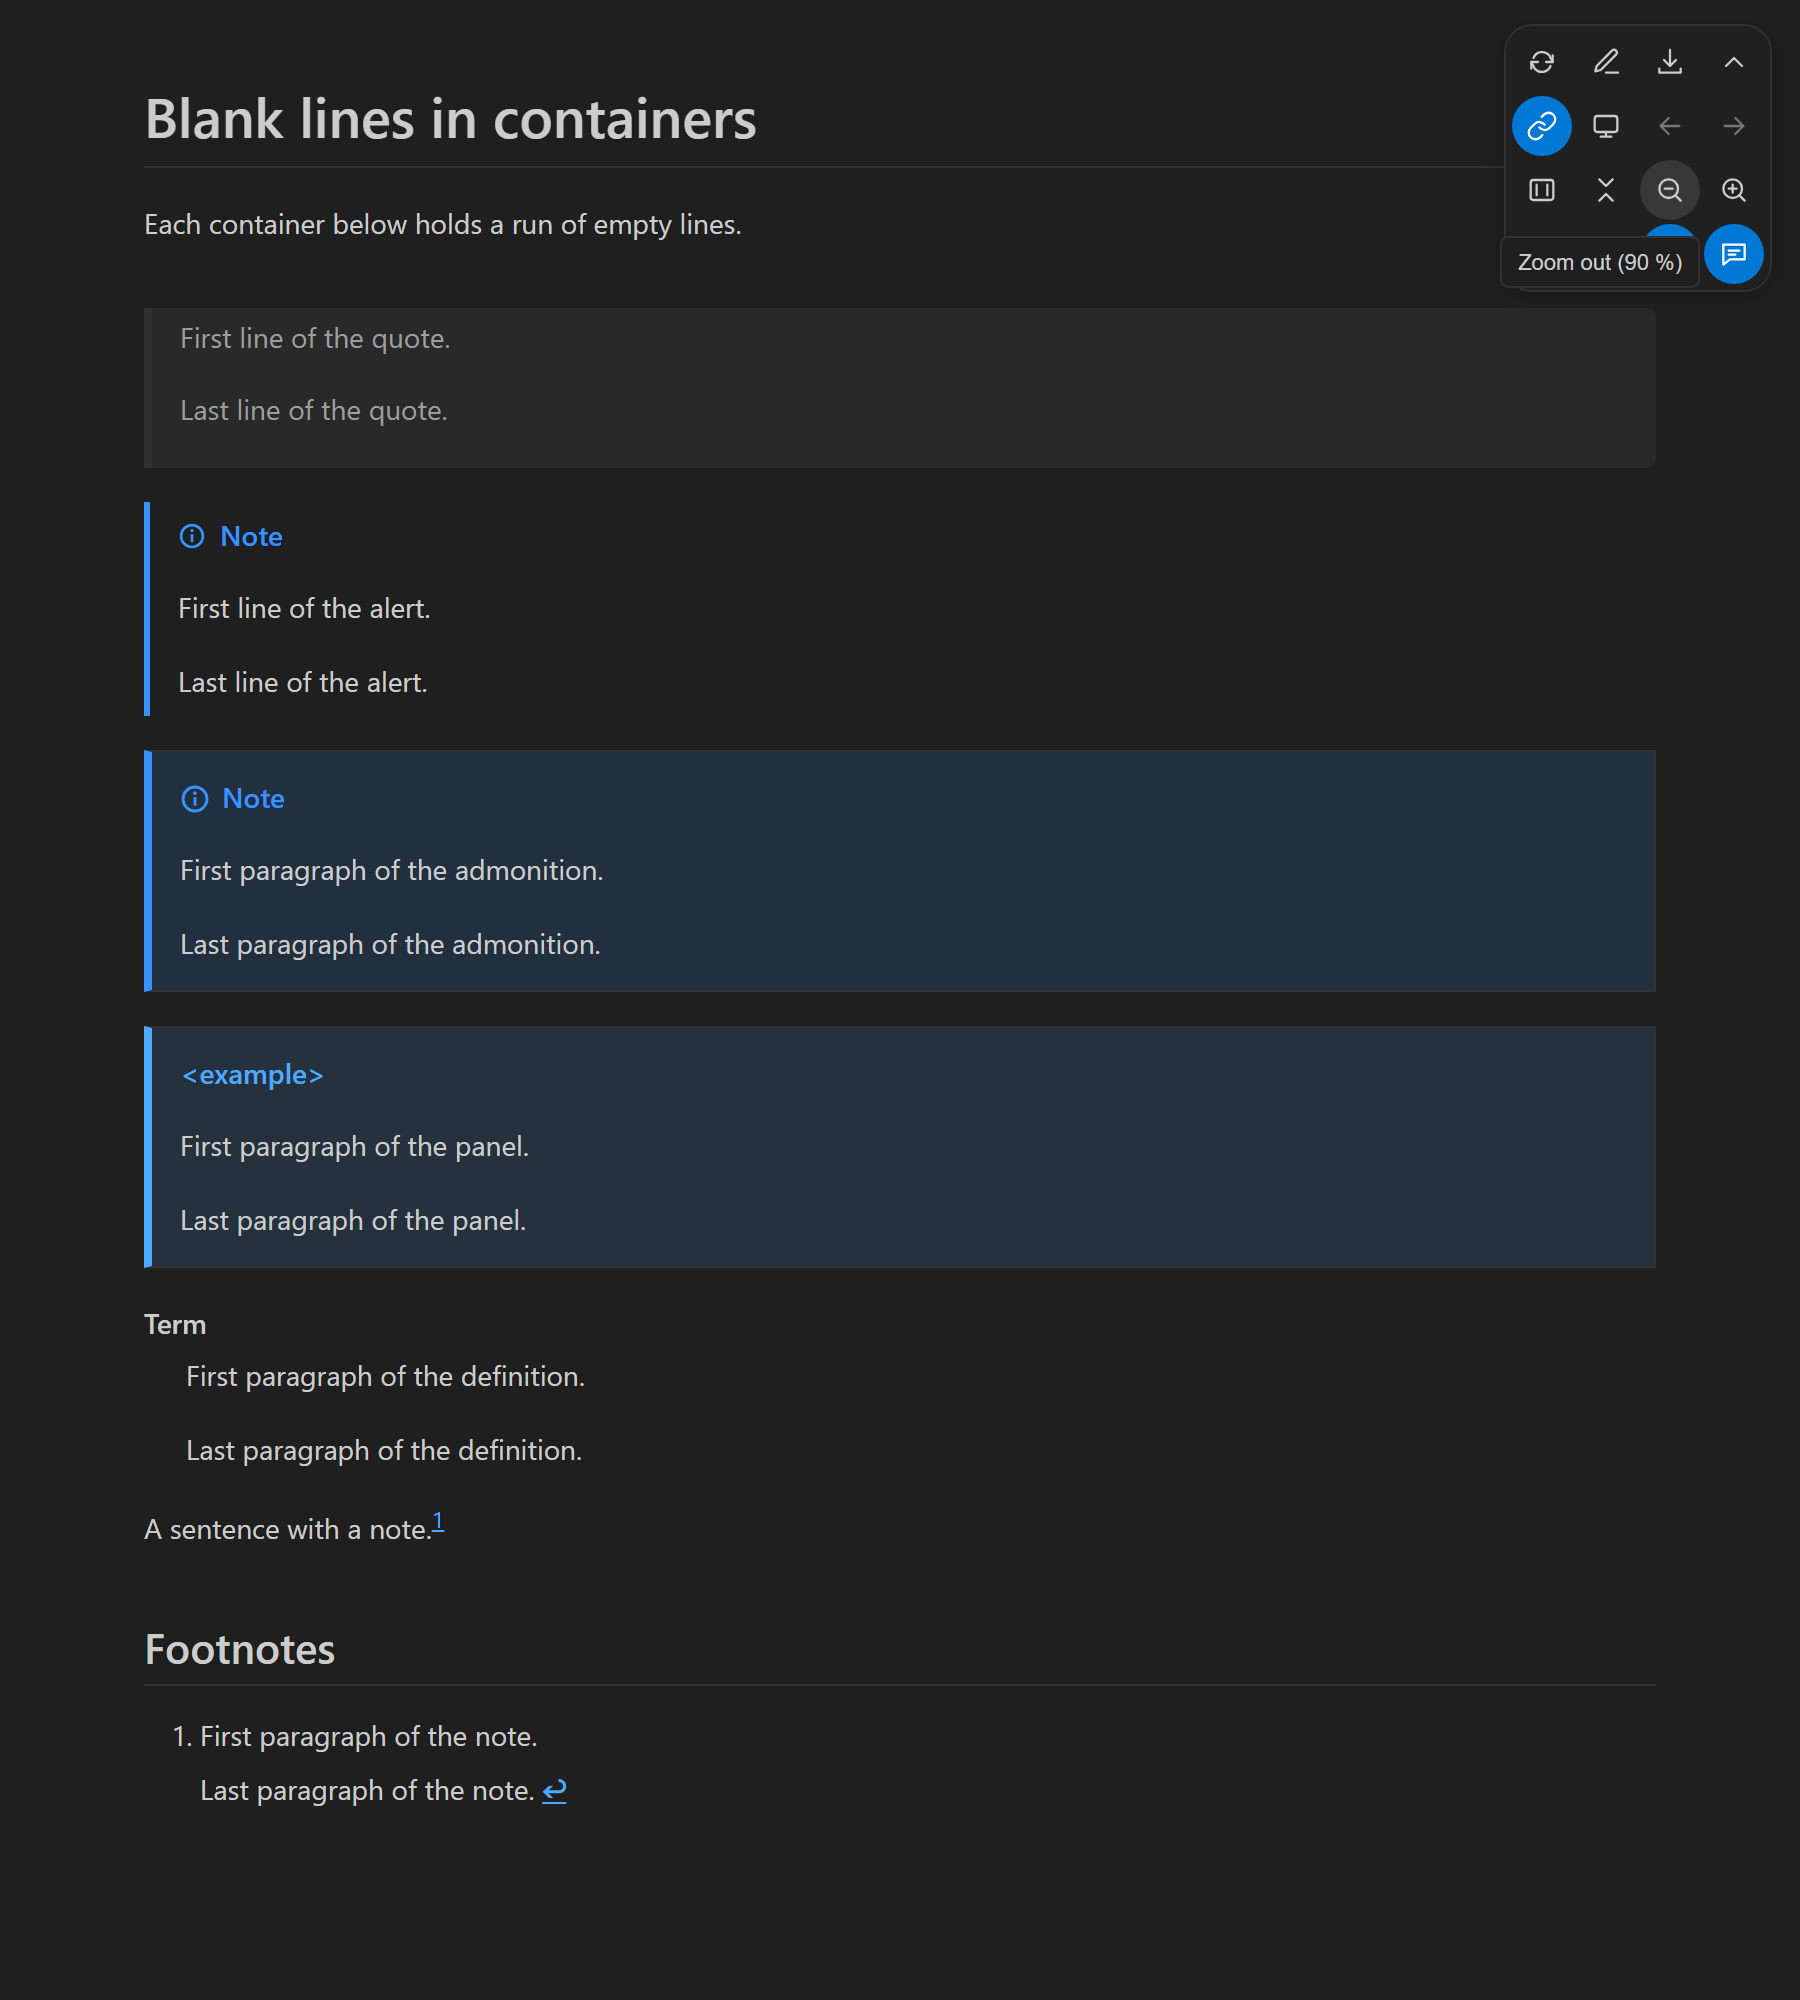 Blank lines in containers
Each container below holds a run of empty lines.
Zoom out (90 %)
First line of the quote.
Last line of the quote.
Note
First line of the alert.
Last line of the alert.
Note
First paragraph of the admonition.
Last paragraph of the admonition.
<example>
First paragraph of the panel.
Last paragraph of the panel.
Term
First paragraph of the definition.
Last paragraph of the definition.
A sentence with a note.1
Footnotes
1. First paragraph of the note.
Last paragraph of the note. ↩